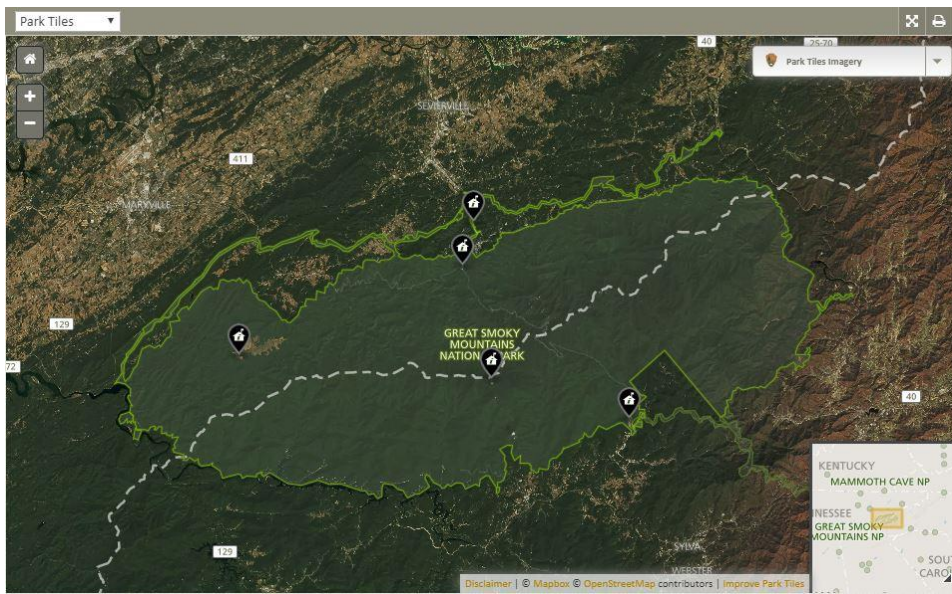 Park Tiles
40
25-70
Park Tiles Imagery
SEVIERVILLE
411
MARYVILLE
129
GREAT SMOKY
MOUNTAINS
NATIONAL PARK
72
40
KENTUCKY
MAMMOTH CAVE NP
NNESSEE
GREAT SMOKY
MOUNTAINS NP
SOU
CARO
129
SYLVA
WEBSTER
Disclaimer | © Mapbox © OpenStreetMap contributors | Improve Park Tiles